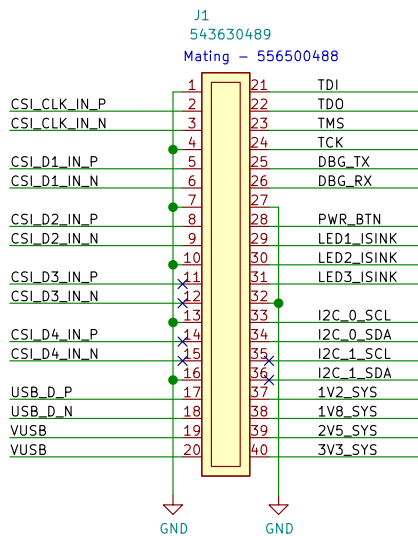 J1
543630489
Mating - 556500488
1 21 TDI
CSI_CLK_IN_P 2 22 TDO
CSI_CLK_IN_N 3 23 TMS
4 24 TCK
CSI_D1_IN_P 5 25 DBG_TX
CSI_D1_IN_N 6 26 DBG_RX
7 27
CSI_D2_IN_P 8 28 PWR_BTN
CSI_D2_IN_N 9 29 LED1_ISINK
10 30 LED2_ISINK
CSI_D3_IN_P 11 31 LED3_ISINK
CSI_D3_IN_N 12 32
13 33 I2C_0_SCL
CSI_D4_IN_P 14 34 I2C_0_SDA
CSI_D4_IN_N 15 35 I2C_1_SCL
16 36 I2C_1_SDA
USB_D_P 17 37 1V2_SYS
USB_D_N 18 38 1V8_SYS
VUSB 19 39 2V5_SYS
VUSB 20 40 3V3_SYS
GND GND